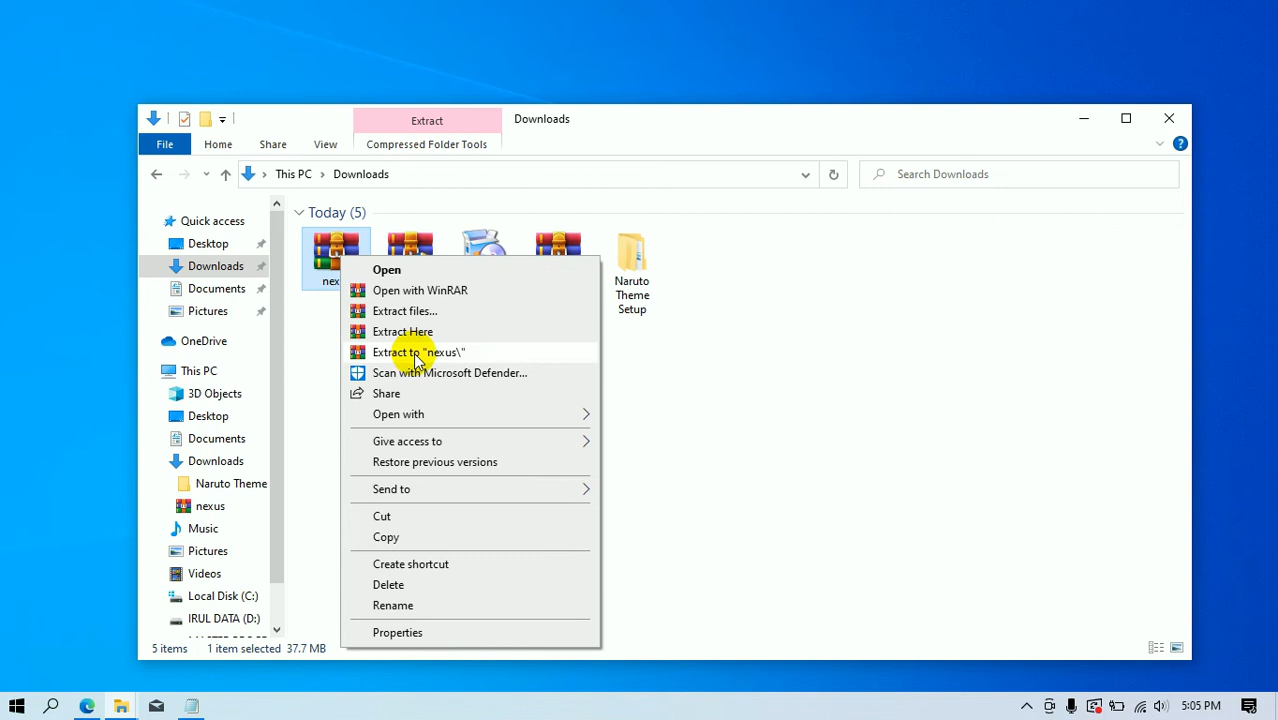 Extract
Downloads
File
Home
Share
View
Compressed Folder Tools
?
This PC
Downloads
Search Downloads
Quick access
Desktop
Downloads
Documents
Pictures
OneDrive
This PC
3D Objects
Desktop
Documents
Downloads
Naruto Theme
nexus
Music
Pictures
Videos
Local Disk (C:)
IRUL DATA (D:)
Today (5)
nex
Naruto
Theme
Setup
Open
Open with WinRAR
Extract files...
Extract Here
Extract to "nexus\"
Scan with Microsoft Defender...
Share
Open with
Give access to
Restore previous versions
Send to
Cut
Copy
Create shortcut
Delete
Rename
Properties
5 items
1 item selected
37.7 MB
5:05 PM